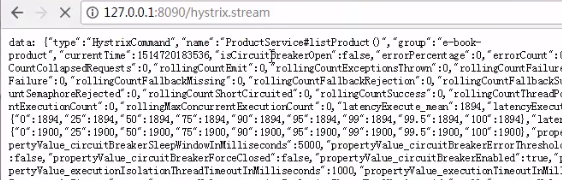 127.0.0.1:8090/hystrix.stream
data: {"type":"HystrixCommand","name":"ProductService#listProduct()","group":"e-book-
product","currentTime":1514720183536,"isCircuitBreakerOpen":false,"errorPercentage":0,"errorCount":0
CountCollapsedRequests":0,"rollingCountEmit":0,"rollingCountExceptionsThrown":0,"rollingCountFailure
Failure":0,"rollingCountFallbackMissing":0,"rollingCountFallbackRejection":0,"rollingCountFallbackSu
untSemaphoreRejected":0,"rollingCountShortCircuited":0,"rollingCountSuccess":0,"rollingCountThreadPo
ntExecutionCount":0,"rollingMaxConcurrentExecutionCount":0,"latencyExecute_mean":1894,"latencyExecut
{"0":1894,"25":1894,"50":1894,"75":1894,"90":1894,"95":1894,"99":1894,"99.5":1894,"100":1894},"late
{"0":1900,"25":1900,"50":1900,"75":1900,"90":1900,"95":1900,"99":1900,"99.5":1900,"100":1900},"prope
pertyValue_circuitBreakerSleepWindowInMilliseconds":5000,"propertyValue_circuitBreakerErrorThreshold
:false,"propertyValue_circuitBreakerForceClosed":false,"propertyValue_circuitBreakerEnabled":true,"p
pertyValue_executionIsolationThreadTimeoutInMilliseconds":1000,"propertyValue_executionTimeoutInMill